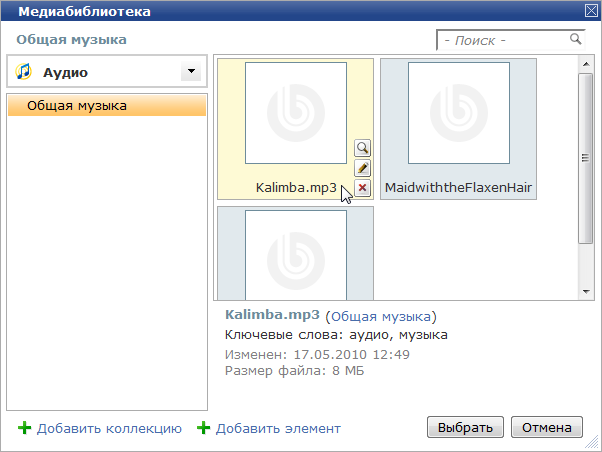 Медиабиблиотека
Общая музыка
- Поиск -
Аудио
Общая музыка
Kalimba.mp3
MaidwiththeFlaxenHair
Kalimba.mp3 (Общая музыка)
Ключевые слова: аудио, музыка
Изменен: 17.05.2010 12:49
Размер файла: 8 МБ
Добавить коллекцию
Добавить элемент
Выбрать
Отмена